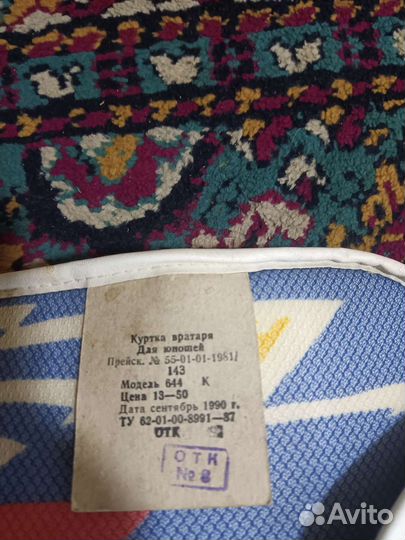 Куртка вратаря
Для юношей
Прейск. № 55-01-01-1981/
143
Модель 644 К
Цена 13—50
Дата сентябрь 1990 г.
ТУ 62-01-00-8991—87
ОТК
ОТК
№ 8
Avito